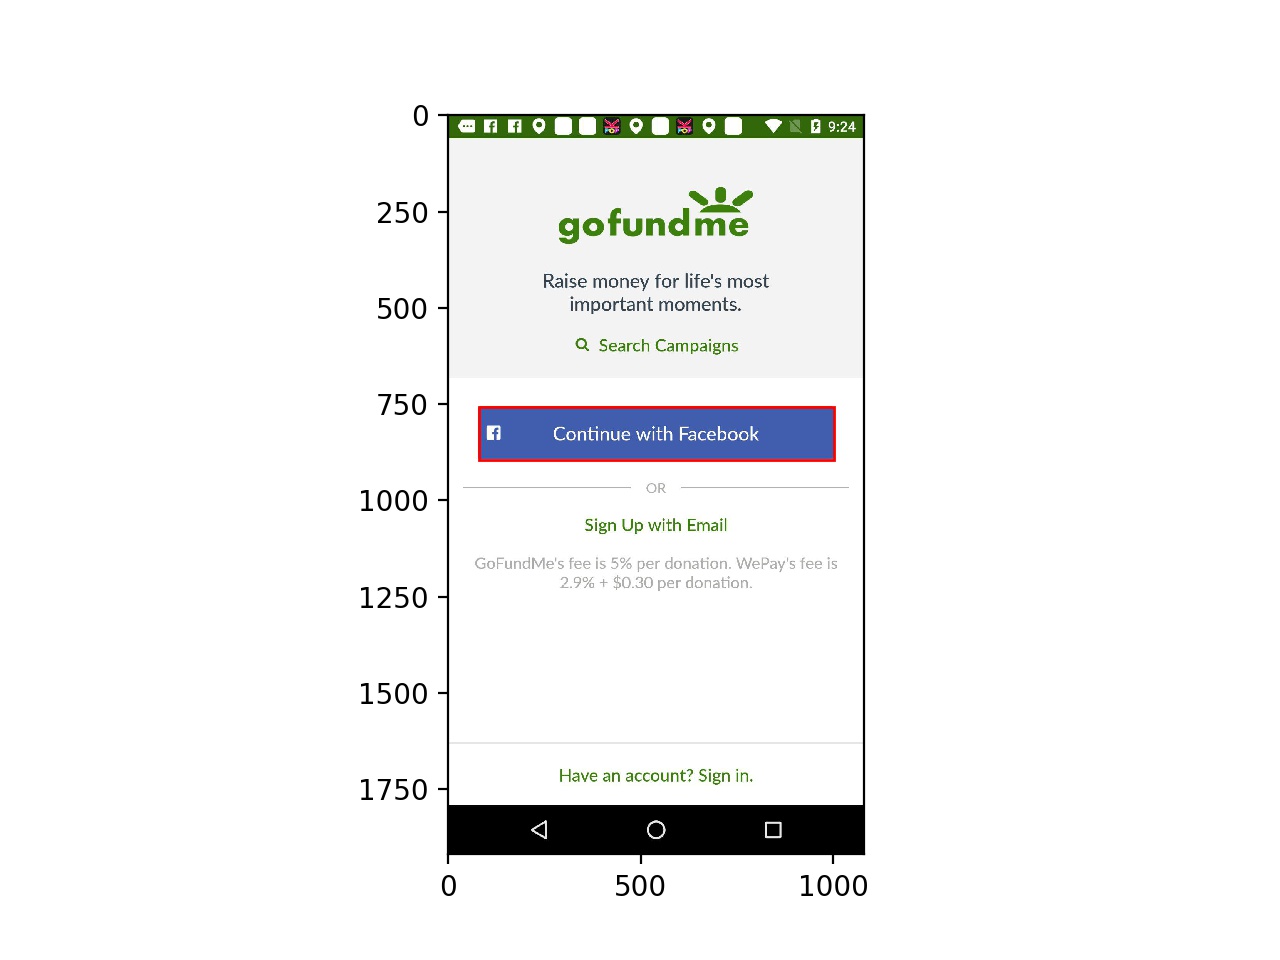 9:24
gofundme
Raise money for life's most
important moments.
Search Campaigns
Continue with Facebook
OR
Sign Up with Email
GoFundMe's fee is 5% per donation. WePay's fee is
2.9% + $0.30 per donation.
Have an account? Sign in.
0
250
500
750
1000
1250
1500
1750
0
500
1000